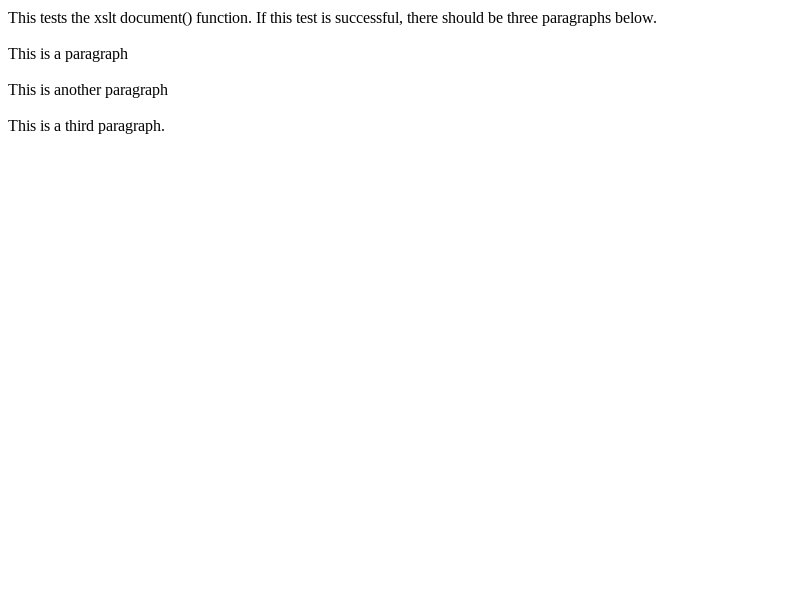 This tests the xslt document() function. If this test is successful, there should be three paragraphs below.
This is a paragraph
This is another paragraph
This is a third paragraph.